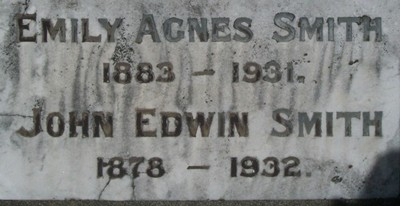 EMILY AGNES SMITH
1883 — 1931.
JOHN EDWIN SMITH
1878 — 1932.